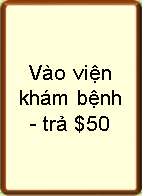 Vào viện
khám bệnh
- trả $50